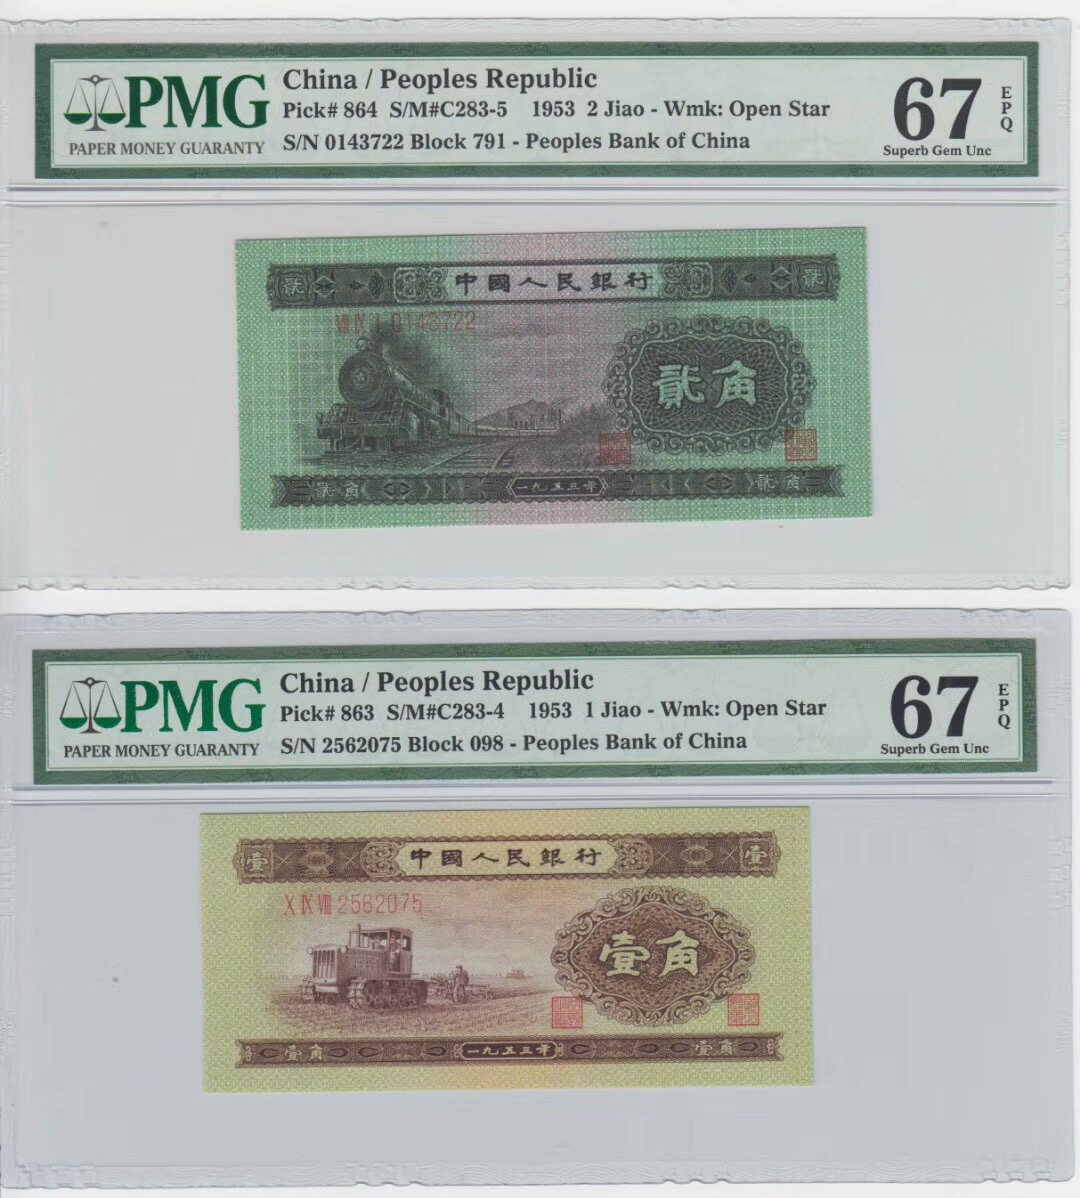 PMG
PAPER MONEY GUARANTY
China / Peoples Republic
Pick# 864 S/M#C283-5 1953 2 Jiao - Wmk: Open Star
S/N 0143722 Block 791 - Peoples Bank of China
67
EPQ
Superb Gem Unc
貳 中國人民銀行 貳
Ⅶ Ⅸ Ⅰ 0143722
貳角
貳角 一九五三年 貳角
PMG
PAPER MONEY GUARANTY
China / Peoples Republic
Pick# 863 S/M#C283-4 1953 1 Jiao - Wmk: Open Star
S/N 2562075 Block 098 - Peoples Bank of China
67
EPQ
Superb Gem Unc
壹 中國人民銀行 壹
Ⅹ Ⅸ Ⅷ 2562075
壹角
壹角 一九五三年 壹角